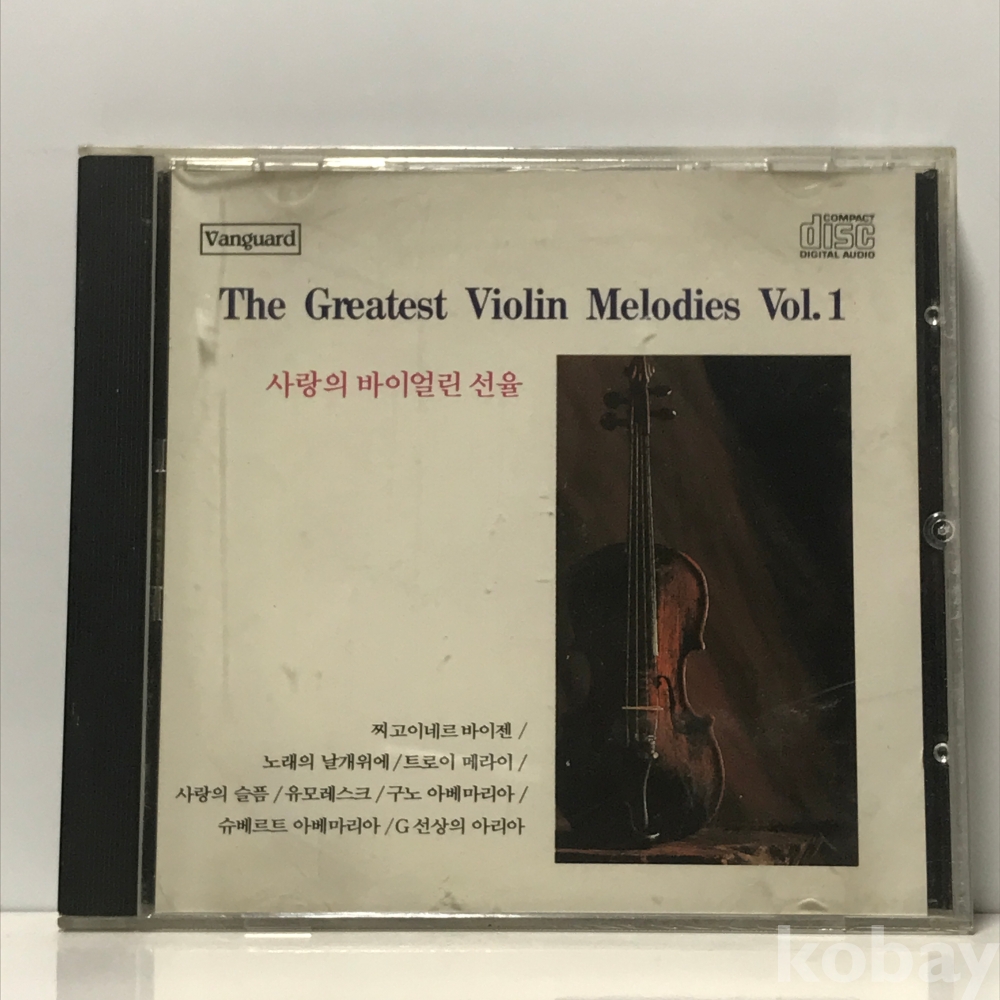 Vanguard
COMPACT
disc
DIGITAL AUDIO
The Greatest Violin Melodies Vol. 1
사랑의 바이얼린 선율
찌고이네르 바이젠 /
노래의 날개위에 / 트로이 메라이 /
사랑의 슬픔 / 유모레스크 / 구노 아베마리아 /
슈베르트 아베마리아 / G 선상의 아리아
kobay